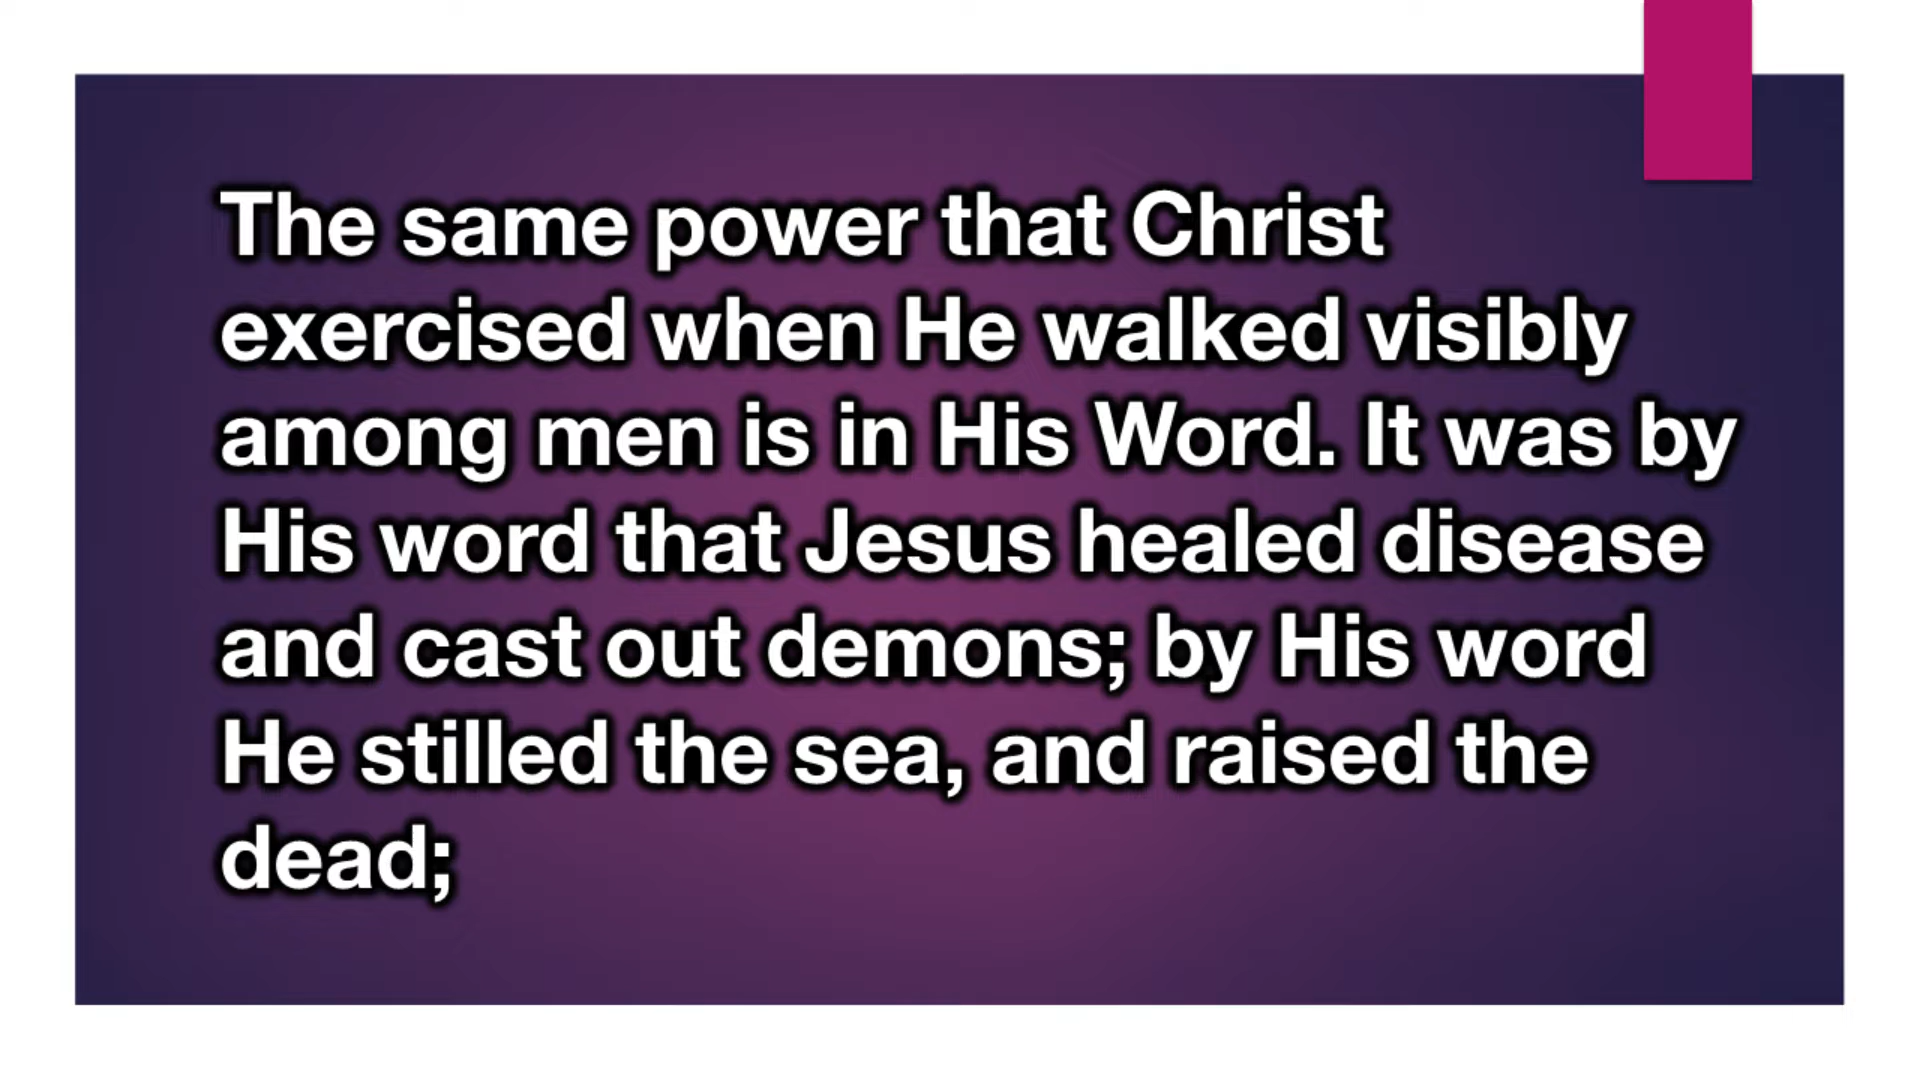 The same power that Christ
exercised when He walked visibly
among men is in His Word. It was by
His word that Jesus healed disease
and cast out demons; by His word
He stilled the sea, and raised the
dead;